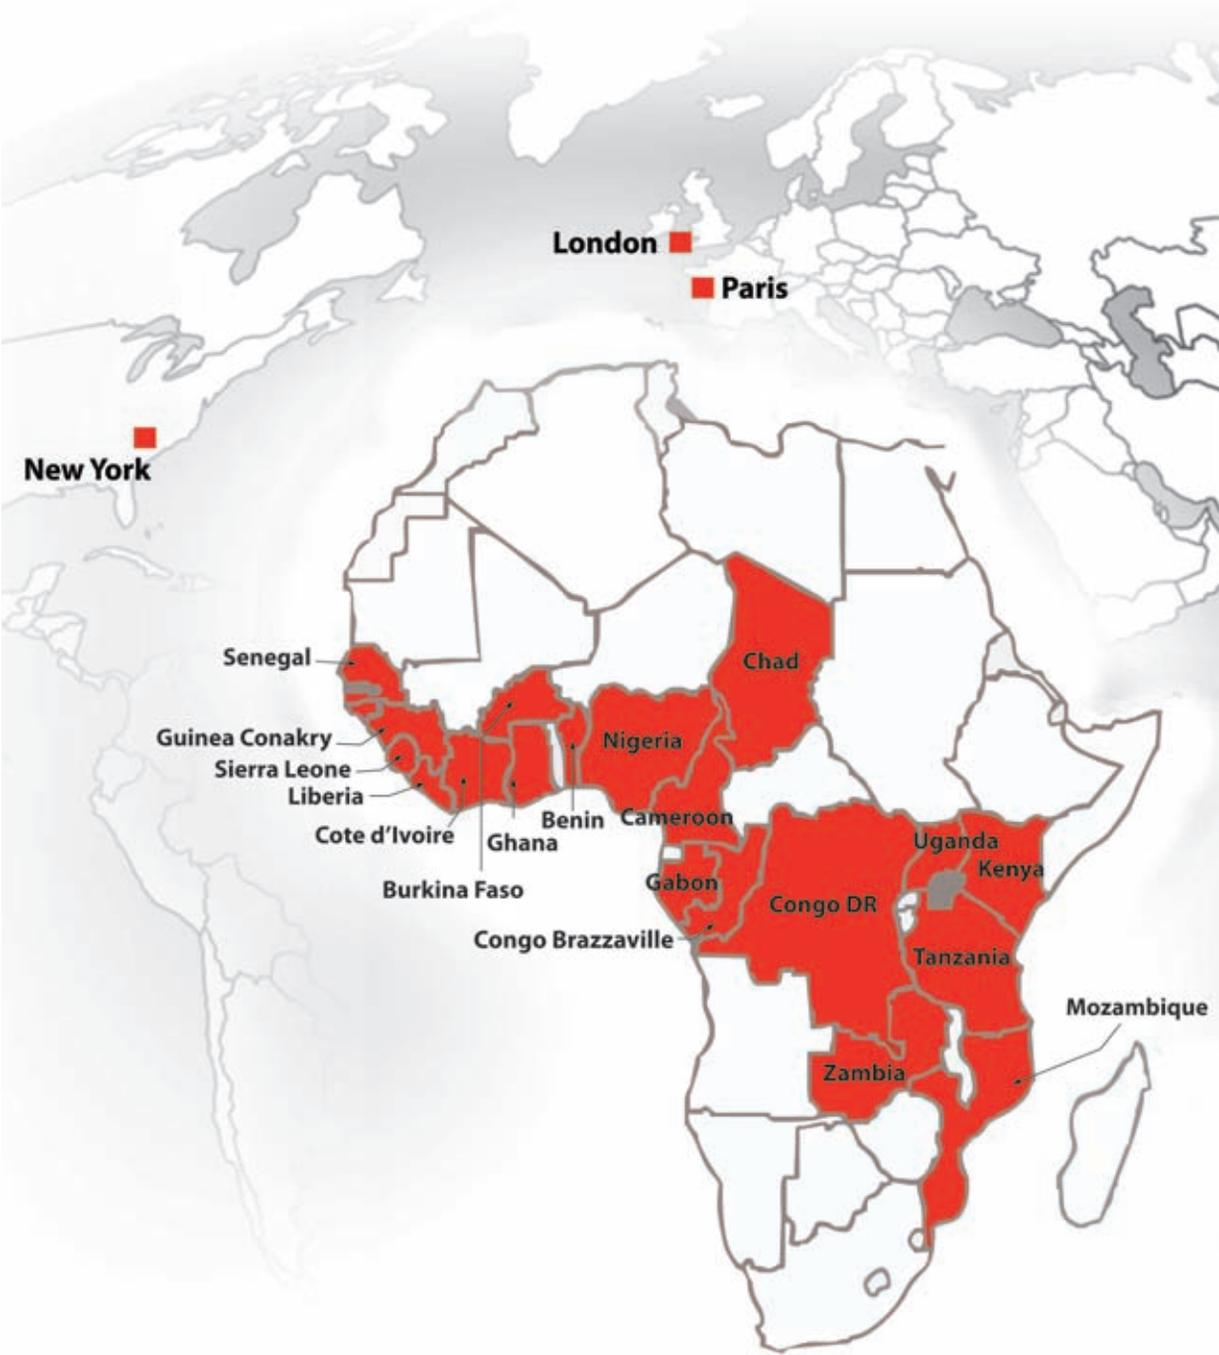 London
Paris
New York
Senegal
Chad
Guinea Conakry
Nigeria
Sierra Leone
Liberia
Benin
Cameroon
Cote d'Ivoire
Ghana
Uganda
Kenya
Burkina Faso
Gabon
Congo DR
Congo Brazzaville
Tanzania
Mozambique
Zambia